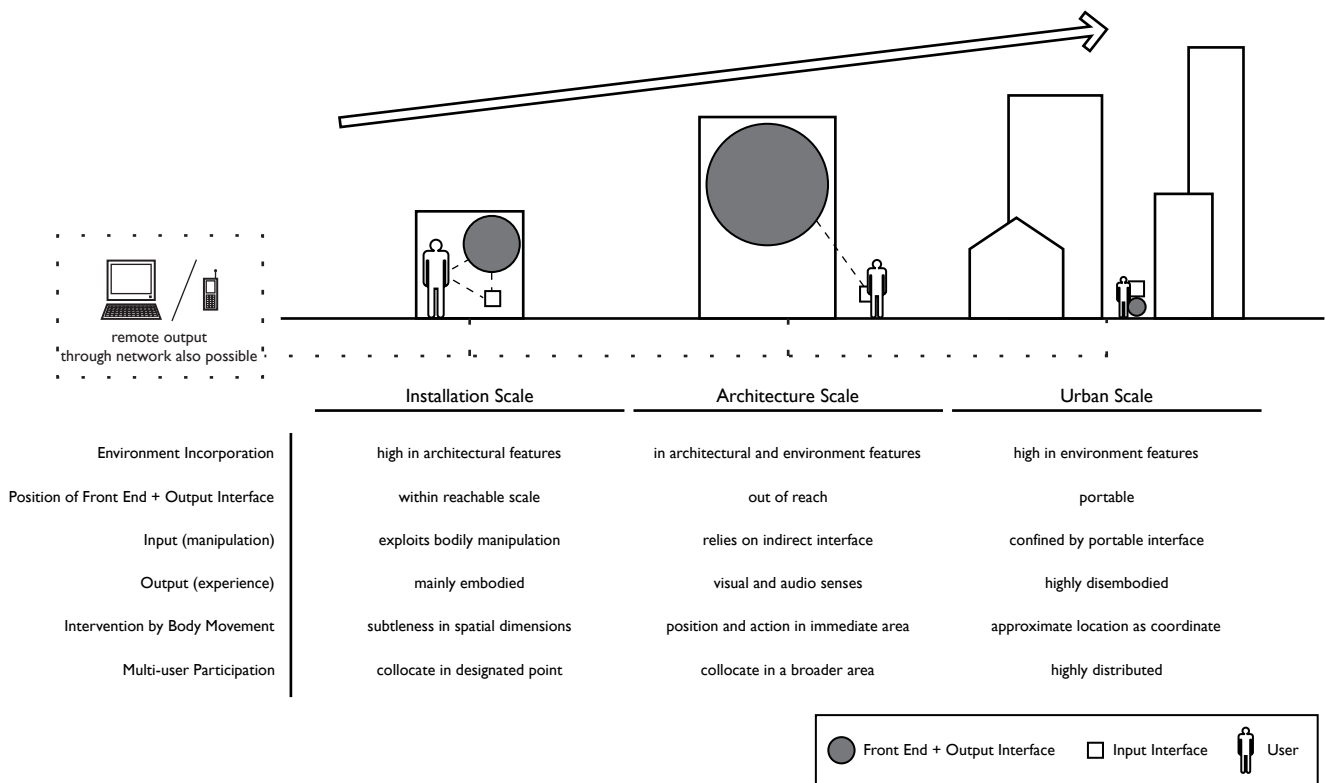 remote output
through network also possible
Installation Scale Architecture Scale Urban Scale
Environment Incorporation high in architectural features in architectural and environment features high in environment features
Position of Front End + Output Interface within reachable scale out of reach portable
Input (manipulation) exploits bodily manipulation relies on indirect interface confined by portable interface
Output (experience) mainly embodied visual and audio senses highly disembodied
Intervention by Body Movement subtleness in spatial dimensions position and action in immediate area approximate location as coordinate
Multi-user Participation collocate in designated point collocate in a broader area highly distributed
Front End + Output Interface Input Interface User